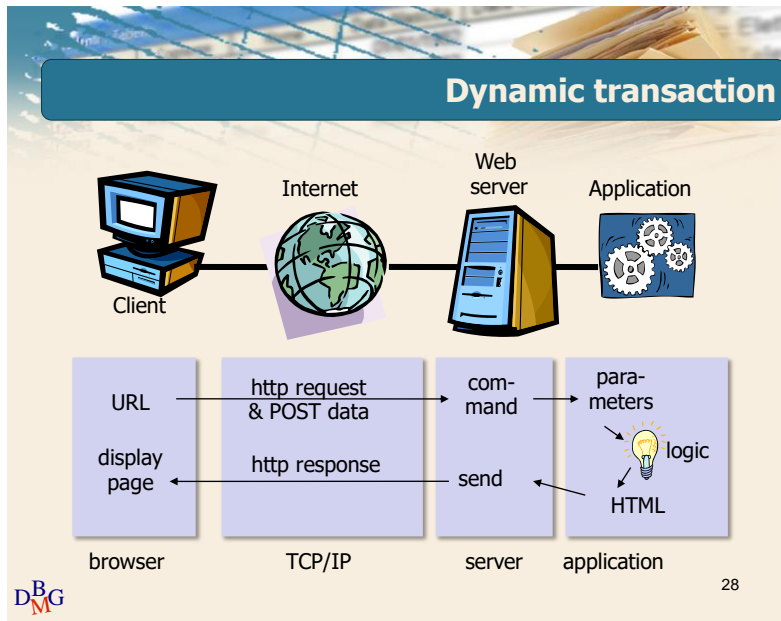 Dynamic transaction
Client
Internet
Web
server
Application
URL
http request
& POST data
com-
mand
para-
meters
logic
HTML
send
http response
display
page
browser
TCP/IP
server
application
DBMG
28